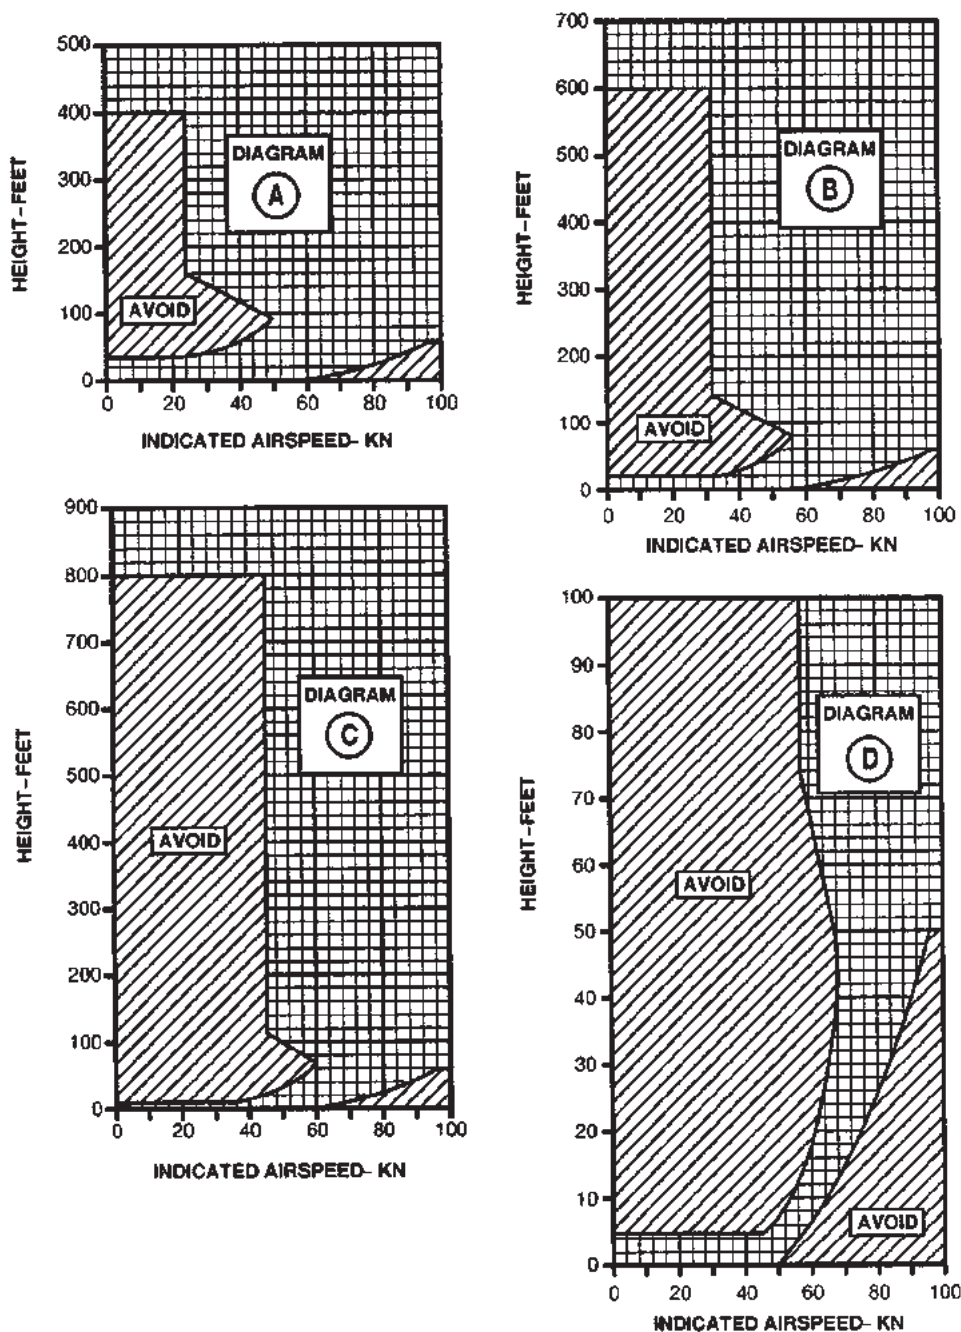 500
400
300
200
100
0
HEIGHT-FEET
DIAGRAM
A
AVOID
0 20 40 60 80 100
INDICATED AIRSPEED- KN
700
600
500
400
300
200
100
0
HEIGHT-FEET
DIAGRAM
B
AVOID
0 20 40 60 80 100
INDICATED AIRSPEED- KN
900
800
700
600
500
400
300
200
100
0
HEIGHT-FEET
DIAGRAM
C
AVOID
0 20 40 60 80 100
INDICATED AIRSPEED- KN
100
90
80
70
60
50
40
30
20
10
0
HEIGHT-FEET
DIAGRAM
D
AVOID
AVOID
0 20 40 60 80 100
INDICATED AIRSPEED- KN